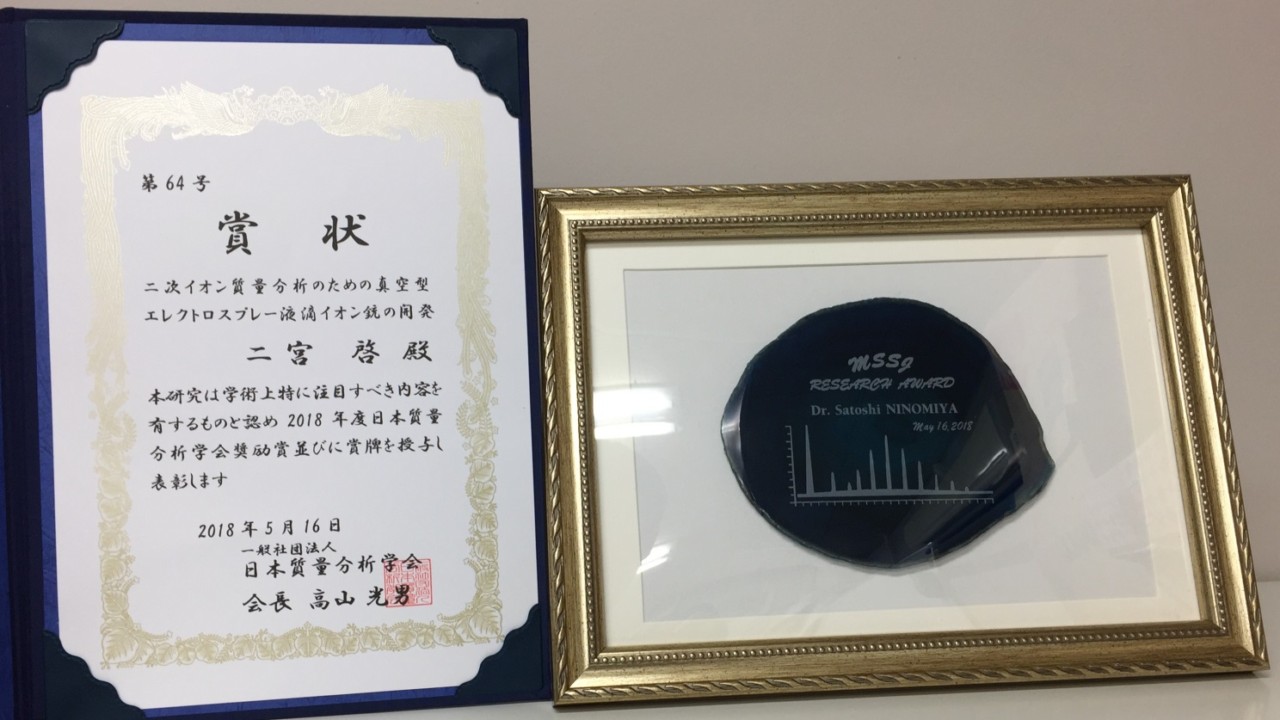 第64号
賞状
二次イオン質量分析のための真空型
エレクトロスプレー液滴イオン銃の開発
二宮 啓 殿
本研究は学術上特に注目すべき内容を
有するものと認め2018年度日本質量
分析学会奨励賞並びに賞牌を授与し
表彰します
2018年5月16日
一般社団法人
日本質量分析学会
会長 高山光男
MSSJ
RESEARCH AWARD
Dr. Satoshi NINOMIYA
May 16, 2018